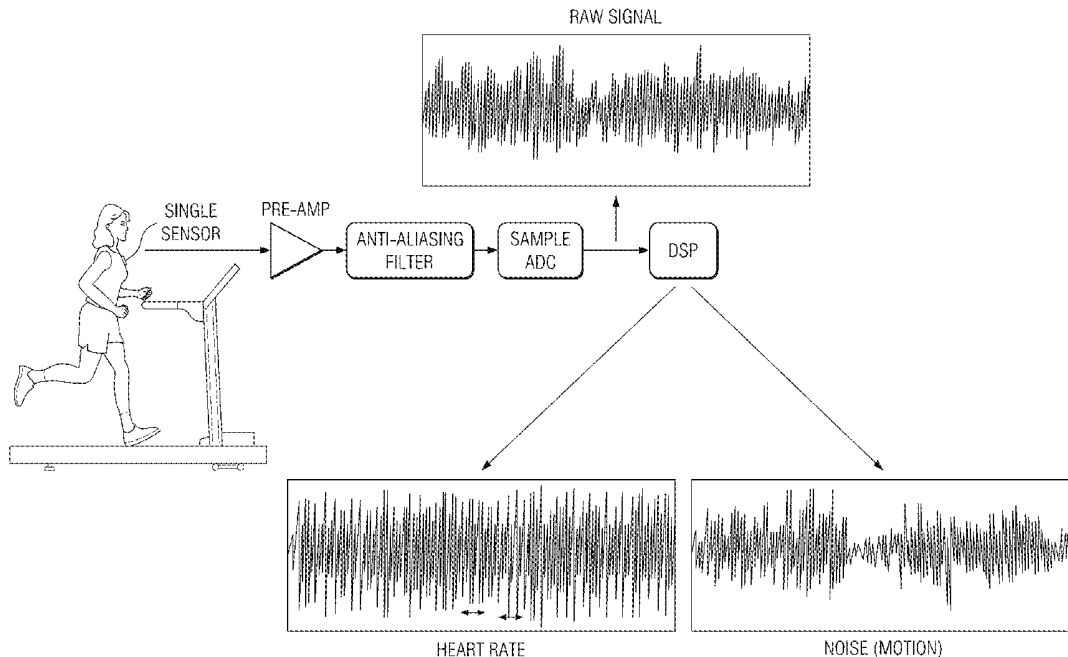 RAW SIGNAL
SINGLE
SENSOR
PRE-AMP
ANTI-ALIASING
FILTER
SAMPLE
ADC
DSP
HEART RATE
NOISE (MOTION)